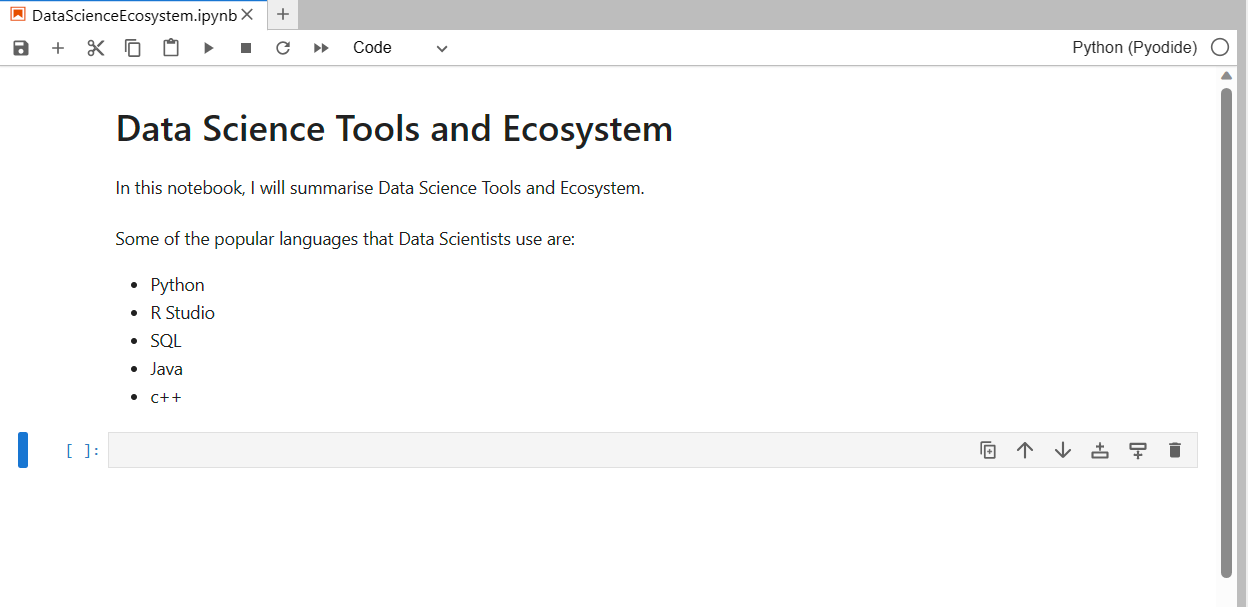 DataScienceEcosystem.ipynb
Code
Python (Pyodide)
Data Science Tools and Ecosystem
In this notebook, I will summarise Data Science Tools and Ecosystem.
Some of the popular languages that Data Scientists use are:
Python
R Studio
SQL
Java
c++
[ ]: